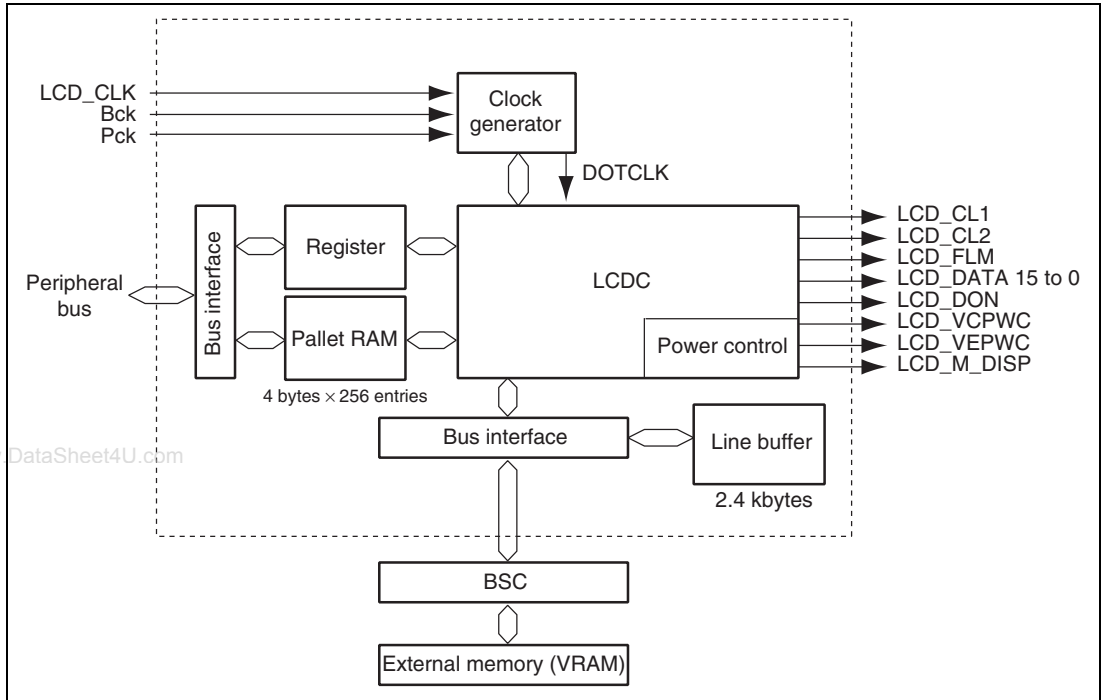 LCD_CLK
Bck
Pck
Clock
generator
DOTCLK
Peripheral
bus
Bus interface
Register
Pallet RAM
4 bytes × 256 entries
LCDC
Power control
LCD_CL1
LCD_CL2
LCD_FLM
LCD_DATA 15 to 0
LCD_DON
LCD_VCPWC
LCD_VEPWC
LCD_M_DISP
Bus interface
Line buffer
2.4 kbytes
.DataSheet4U.com
BSC
External memory (VRAM)